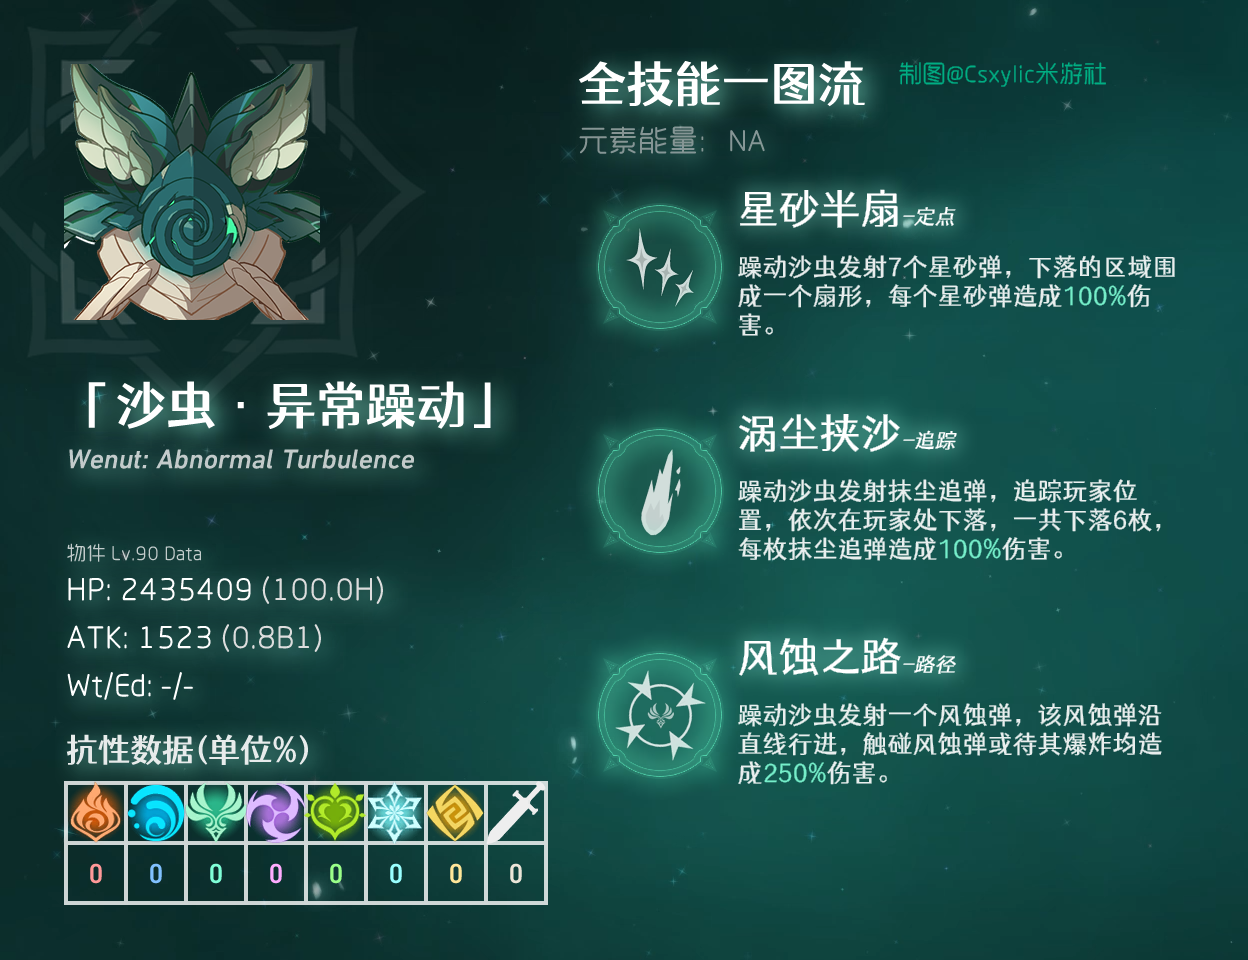 全技能一图流
制图@Csxylic米游社
元素能量： NA
星砂半扇-定点
躁动沙虫发射7个星砂弹，下落的区域围
成一个扇形，每个星砂弹造成100%伤
害。
「沙虫·异常躁动」
Wenut: Abnormal Turbulence
涡尘挟沙-追踪
躁动沙虫发射抹尘追弹，追踪玩家位
置，依次在玩家处下落，一共下落6枚，
每枚抹尘追弹造成100%伤害。
物件 Lv.90 Data
HP: 2435409 (100.0H)
ATK: 1523 (0.8B1)
Wt/Ed: -/-
风蚀之路-路径
躁动沙虫发射一个风蚀弹，该风蚀弹沿
直线行进，触碰风蚀弹或待其爆炸均造
成250%伤害。
抗性数据(单位%)
0 0 0 0 0 0 0 0